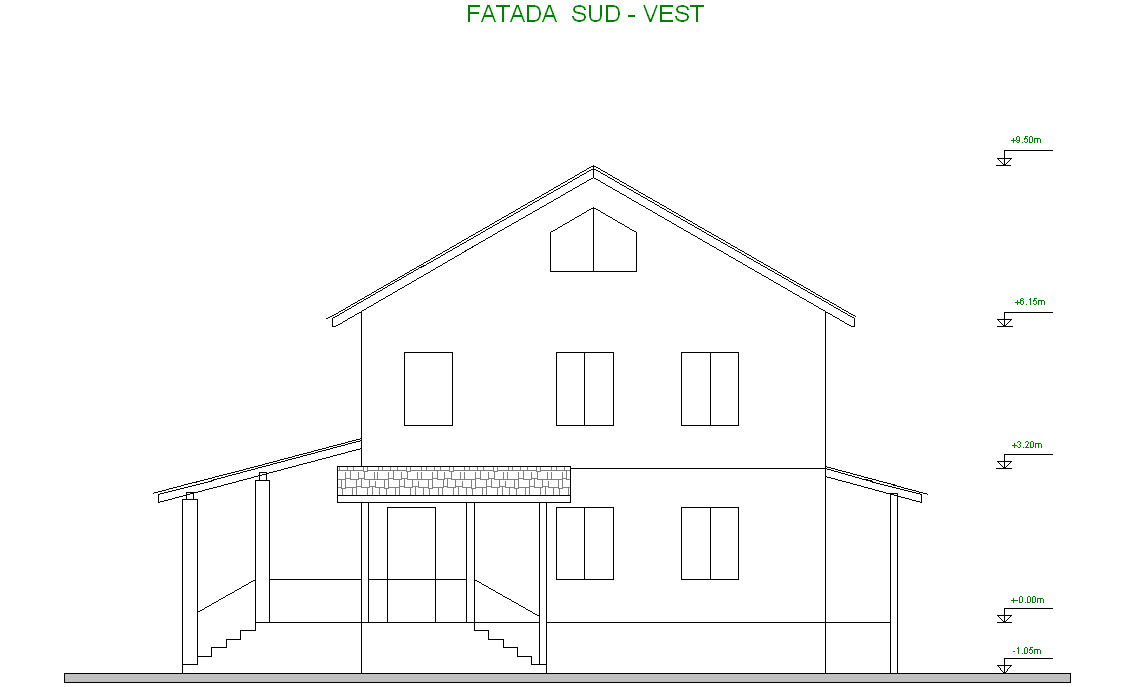 FATADA SUD - VEST
+9.50m
+6.15m
+3.20m
+-0.00m
-1.05m